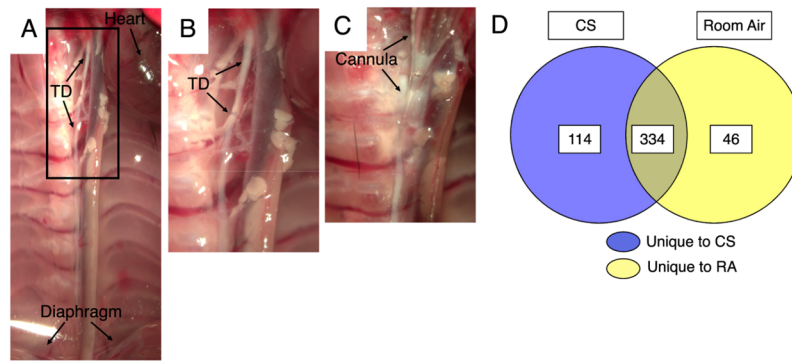 A
Heart
TD
Diaphragm
B
TD
C
Cannula
D
CS
Room Air
114
334
46
Unique to CS
Unique to RA